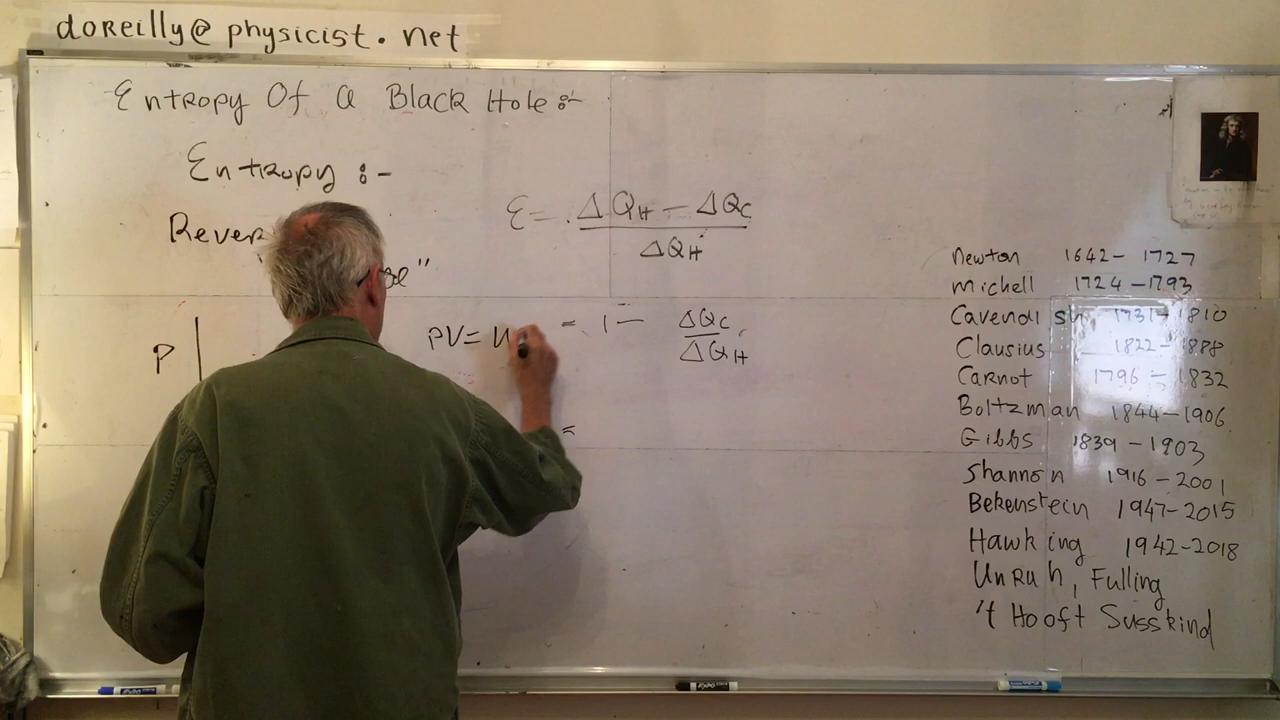 doreilly@physicist.net
Entropy Of a Black Hole:-
Entropy :-
Rever
ℰ = ΔQH - ΔQC
ΔQH
"
P
PV = n
= 1 - ΔQC
ΔQH
=
Newton 1642 - 1727
Michell 1724 - 1793
Cavendish 1731 - 1810
Clausius 1822 - 1888
Carnot 1796 - 1832
Boltzman 1844 - 1906
Gibbs 1839 - 1903
Shannon 1916 - 2001
Bekenstein 1947 - 2015
Hawking 1942 - 2018
Unruh, Fulling
't Hooft Susskind